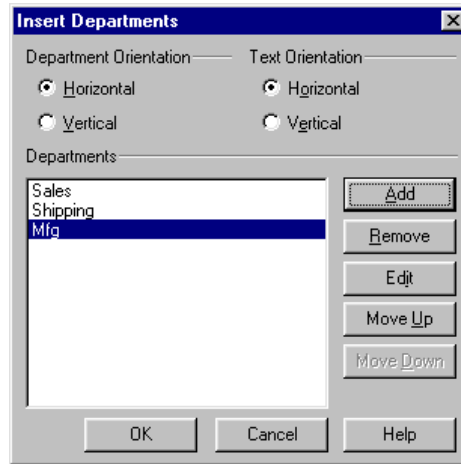 Insert Departments
Department Orientation Text Orientation
Horizontal Horizontal
Vertical Vertical
Departments
Sales
Shipping
Mfg
Add
Remove
Edit
Move Up
Move Down
OK Cancel Help